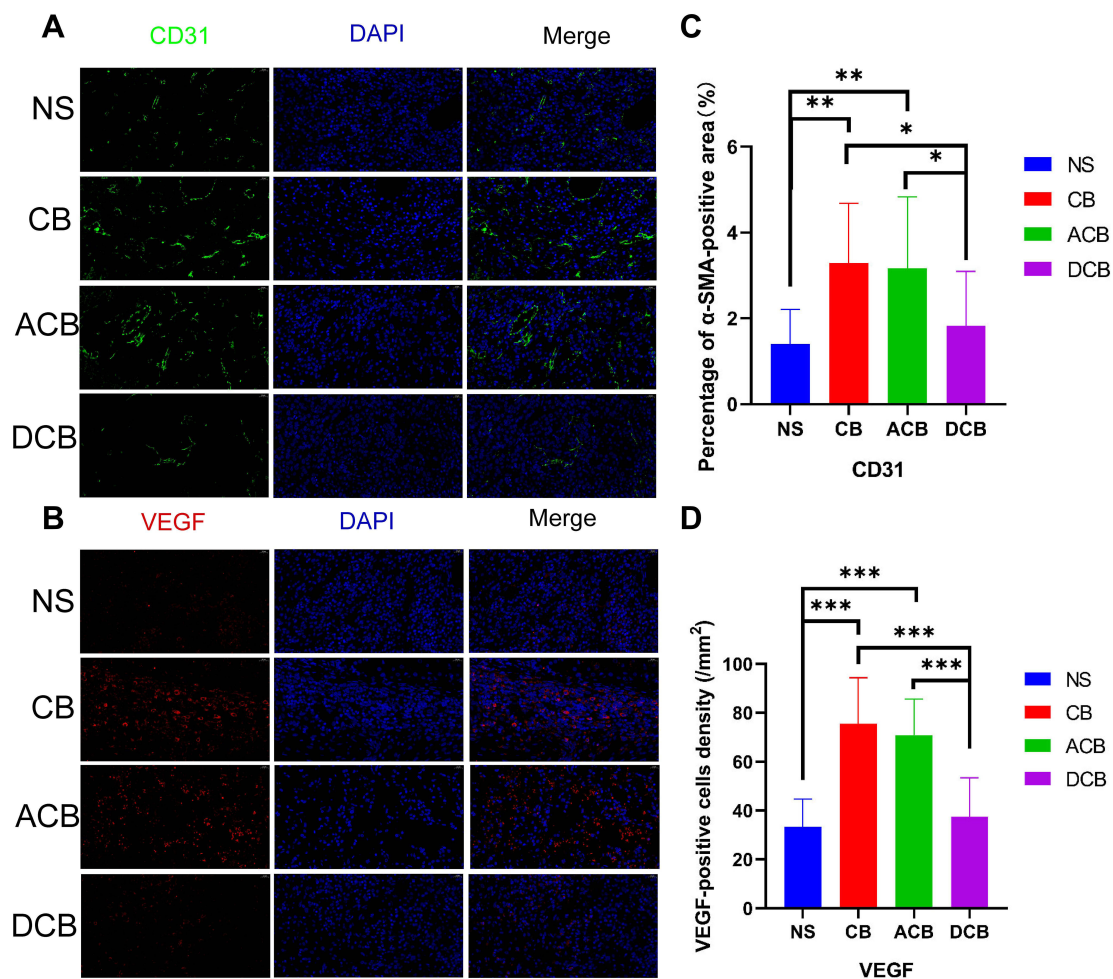 A
CD31 DAPI Merge
NS
CB
ACB
DCB
B
VEGF DAPI Merge
NS
CB
ACB
DCB
C
** 
** 
* 
* 
Percentage of α-SMA-positive area(%)
6
4
2
0
NS CB ACB DCB
CD31
NS
CB
ACB
DCB
D
***
***
***
***
VEGF-positive cells density (/mm²)
100
80
60
40
20
0
NS CB ACB DCB
VEGF
NS
CB
ACB
DCB